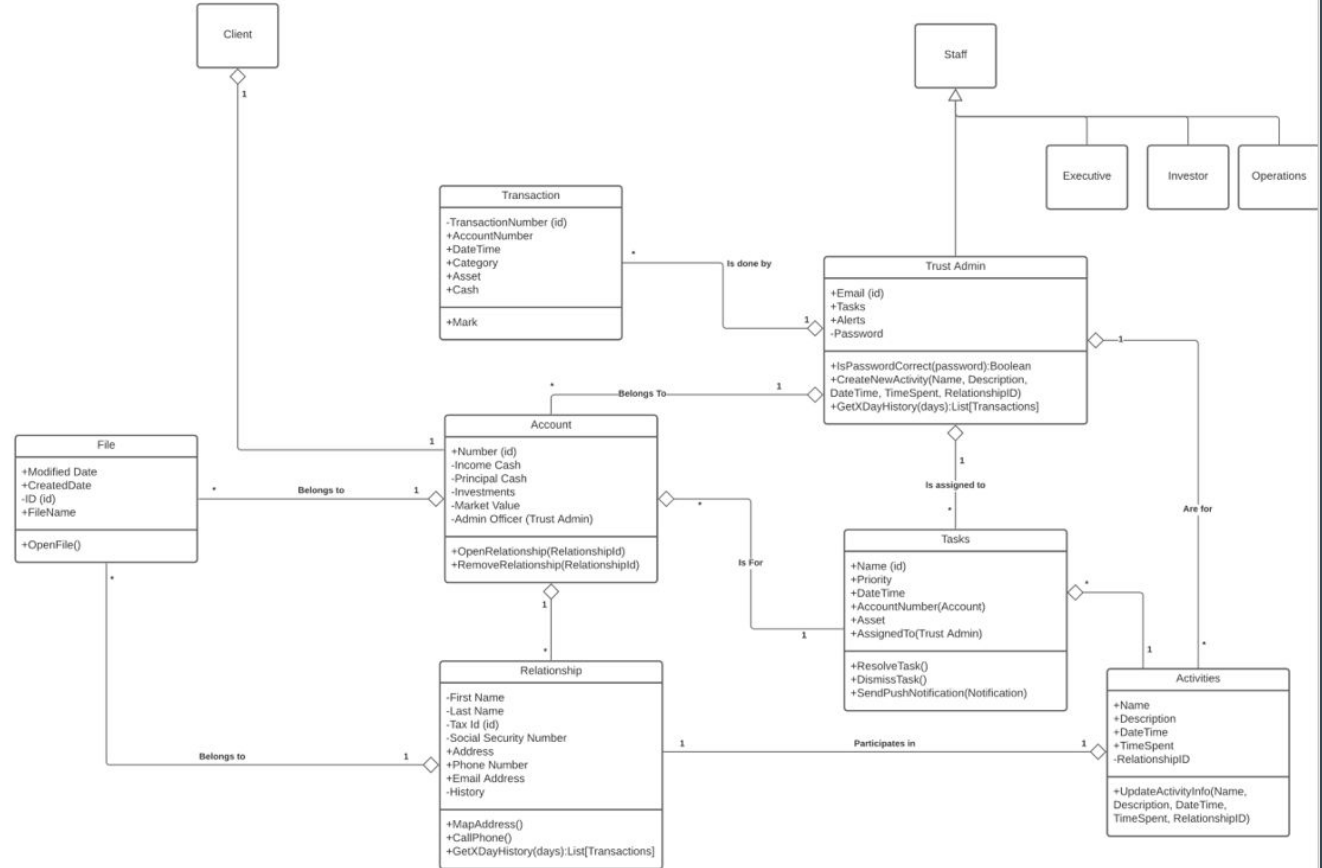 Client
1
Staff
Executive
Investor
Operations
Transaction
-TransactionNumber (id)
+AccountNumber
+DateTime
+Category
+Asset
+Cash
+Mark
*
Is done by
1
Trust Admin
+Email (id)
+Tasks
+Alerts
-Password
+IsPasswordCorrect(password):Boolean
+CreateNewActivity(Name, Description,
DateTime, TimeSpent, RelationshipID)
+GetXDayHistory(days):List[Transactions]
1
*
Belongs To
1
1
Account
+Number (id)
-Income Cash
-Principal Cash
-Investments
-Market Value
-Admin Officer (Trust Admin)
+OpenRelationship(RelationshipId)
+RemoveRelationship(RelationshipId)
File
+Modified Date
+CreatedDate
-ID (id)
+FileName
+OpenFile()
*
Belongs to
1
*
Is For
1
1
Is assigned to
*
Are for
*
Tasks
+Name (id)
+Priority
+DateTime
+AccountNumber(Account)
+Asset
+AssignedTo(Trust Admin)
+ResolveTask()
+DismissTask()
+SendPushNotification(Notification)
*
1
*
1
*
Relationship
-First Name
-Last Name
-Tax Id (id)
-Social Security Number
+Address
+Phone Number
+Email Address
-History
+MapAddress()
+CallPhone()
+GetXDayHistory(days):List[Transactions]
Belongs to
1
1
Participates in
1
Activities
+Name
+Description
+DateTime
+TimeSpent
-RelationshipID
+UpdateActivityInfo(Name,
Description, DateTime,
TimeSpent, RelationshipID)